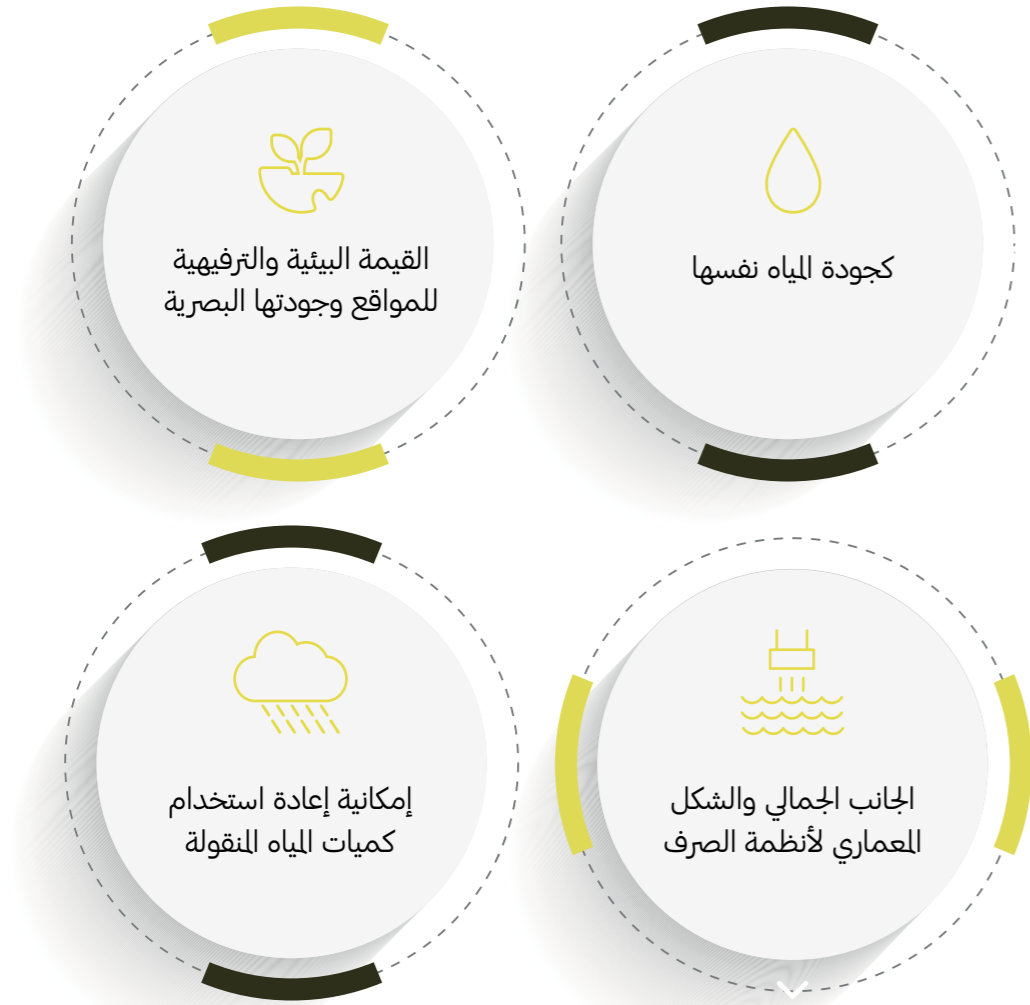 كجودة المياه نفسها
القيمة البيئية والترفيهية
للمواقع وجودتها البصرية
الجانب الجمالي والشكل
المعماري لأنظمة الصرف
إمكانية إعادة استخدام
كميات المياه المنقولة